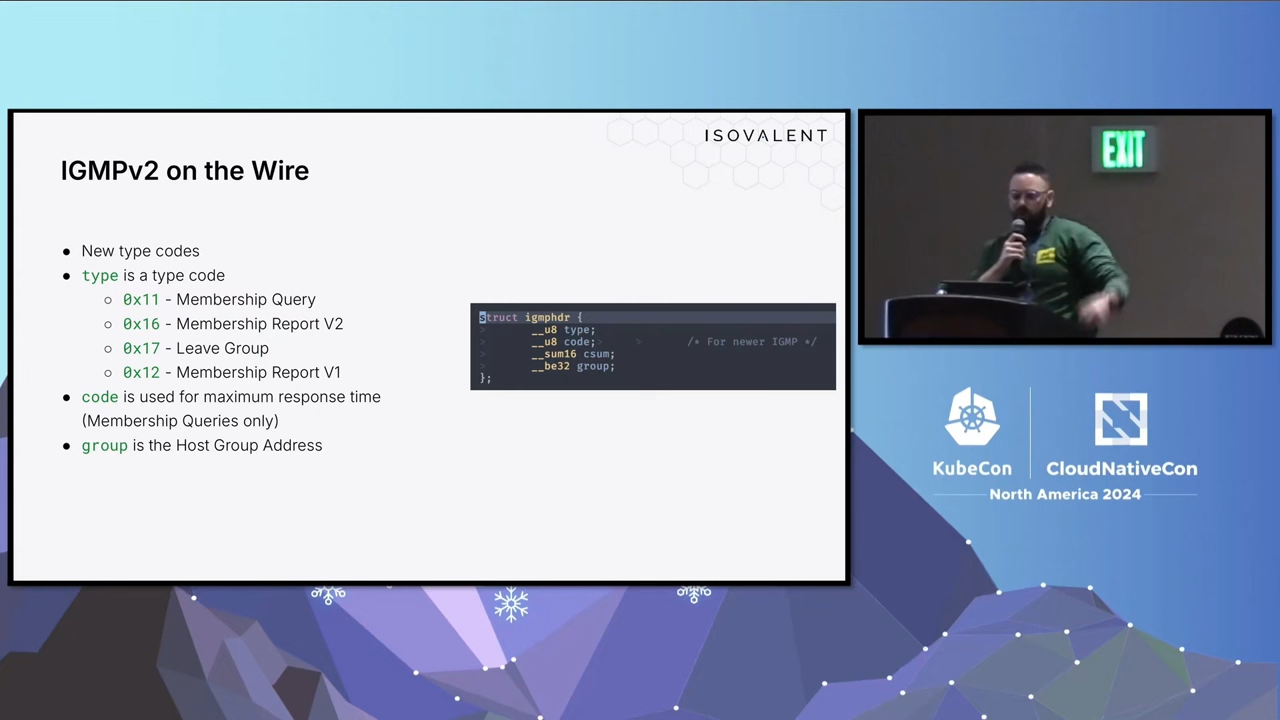 ISOVALENT
IGMPv2 on the Wire
● New type codes
● type is a type code
○ 0x11 - Membership Query
○ 0x16 - Membership Report V2
○ 0x17 - Leave Group
○ 0x12 - Membership Report V1
● code is used for maximum response time
(Membership Queries only)
● group is the Host Group Address
struct igmphdr {
> __u8 type;
> __u8 code;> > /* For newer IGMP */
> __sum16 csum;
> __be32 group;
};
EXIT
KubeCon
CloudNativeCon
North America 2024